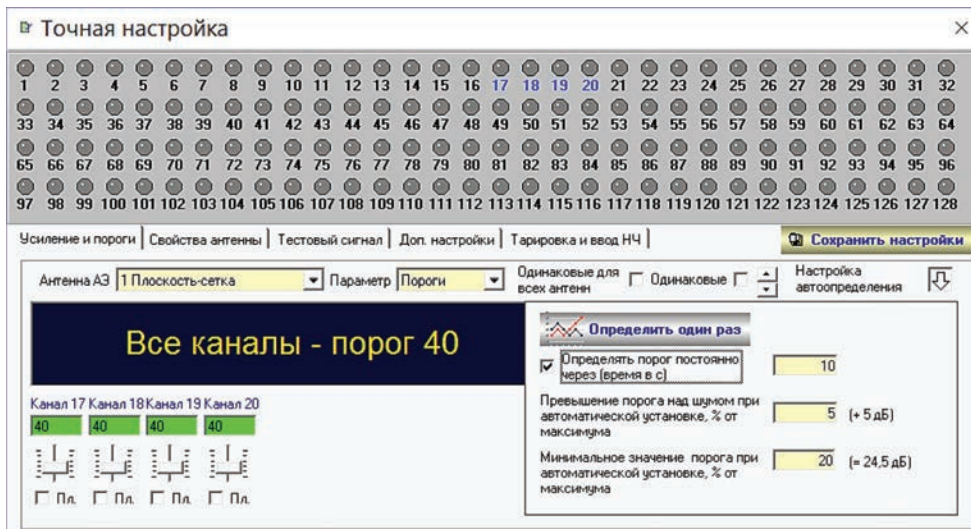 Точная настройка
1 2 3 4 5 6 7 8 9 10 11 12 13 14 15 16 17 18 19 20 21 22 23 24 25 26 27 28 29 30 31 32
33 34 35 36 37 38 39 40 41 42 43 44 45 46 47 48 49 50 51 52 53 54 55 56 57 58 59 60 61 62 63 64
65 66 67 68 69 70 71 72 73 74 75 76 77 78 79 80 81 82 83 84 85 86 87 88 89 90 91 92 93 94 95 96
97 98 99 100 101 102 103 104 105 106 107 108 109 110 111 112 113 114 115 116 117 118 119 120 121 122 123 124 125 126 127 128
Усиление и пороги Свойства антенны Тестовый сигнал Доп. настройки Тарировка и ввод НЧ Сохранить настройки
Антенна АЭ 1 Плоскость-сетка Параметр Пороги
Одинаковые для
всех антенн
Одинаковые
Настройка
автоопределения
Все каналы - порог 40
Канал 17 Канал 18 Канал 19 Канал 20
40 40 40 40
Пл. Пл. Пл. Пл.
Определить один раз
Определять порог постоянно
через (время в с)
10
Превышение порога над шумом при
автоматической установке, % от
максимума
5 (+ 5 дБ)
Минимальное значение порога при
автоматической установке, % от
максимума
20 (= 24,5 дБ)